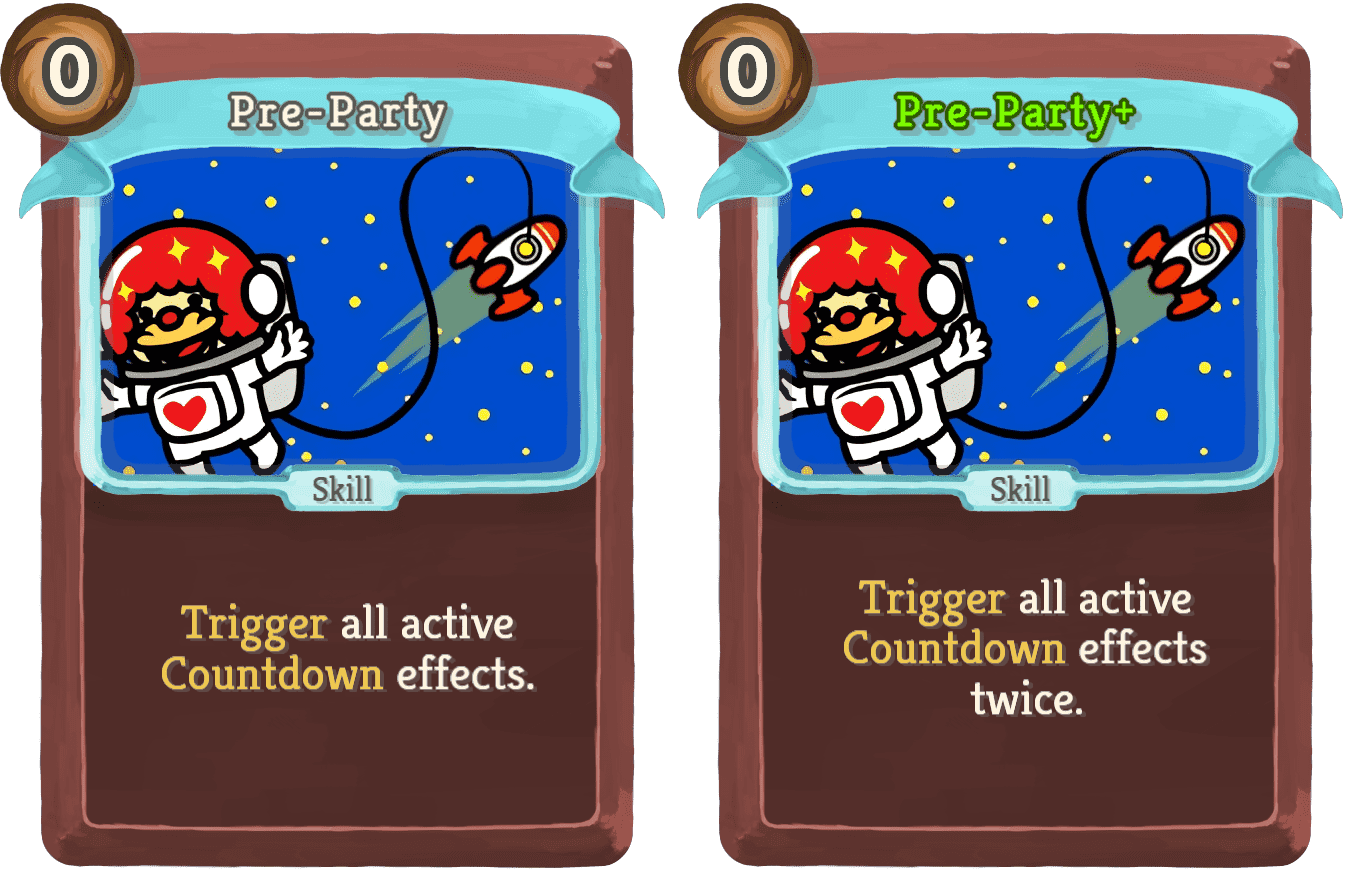 0
Pre-Party
Skill
Trigger all active
Countdown effects.
0
Pre-Party+
Skill
Trigger all active
Countdown effects
twice.